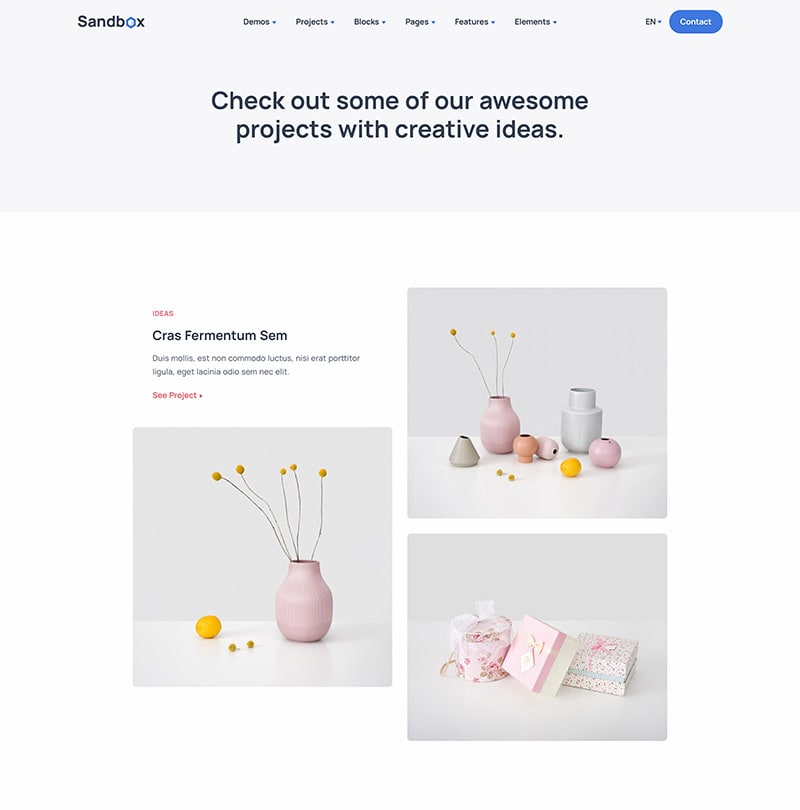 Sandbox
Demos Projects Blocks Pages Features Elements EN Contact
Check out some of our awesome
projects with creative ideas.
IDEAS
Cras Fermentum Sem
Duis mollis, est non commodo luctus, nisi erat porttitor
ligula, eget lacinia odio sem nec elit.
See Project